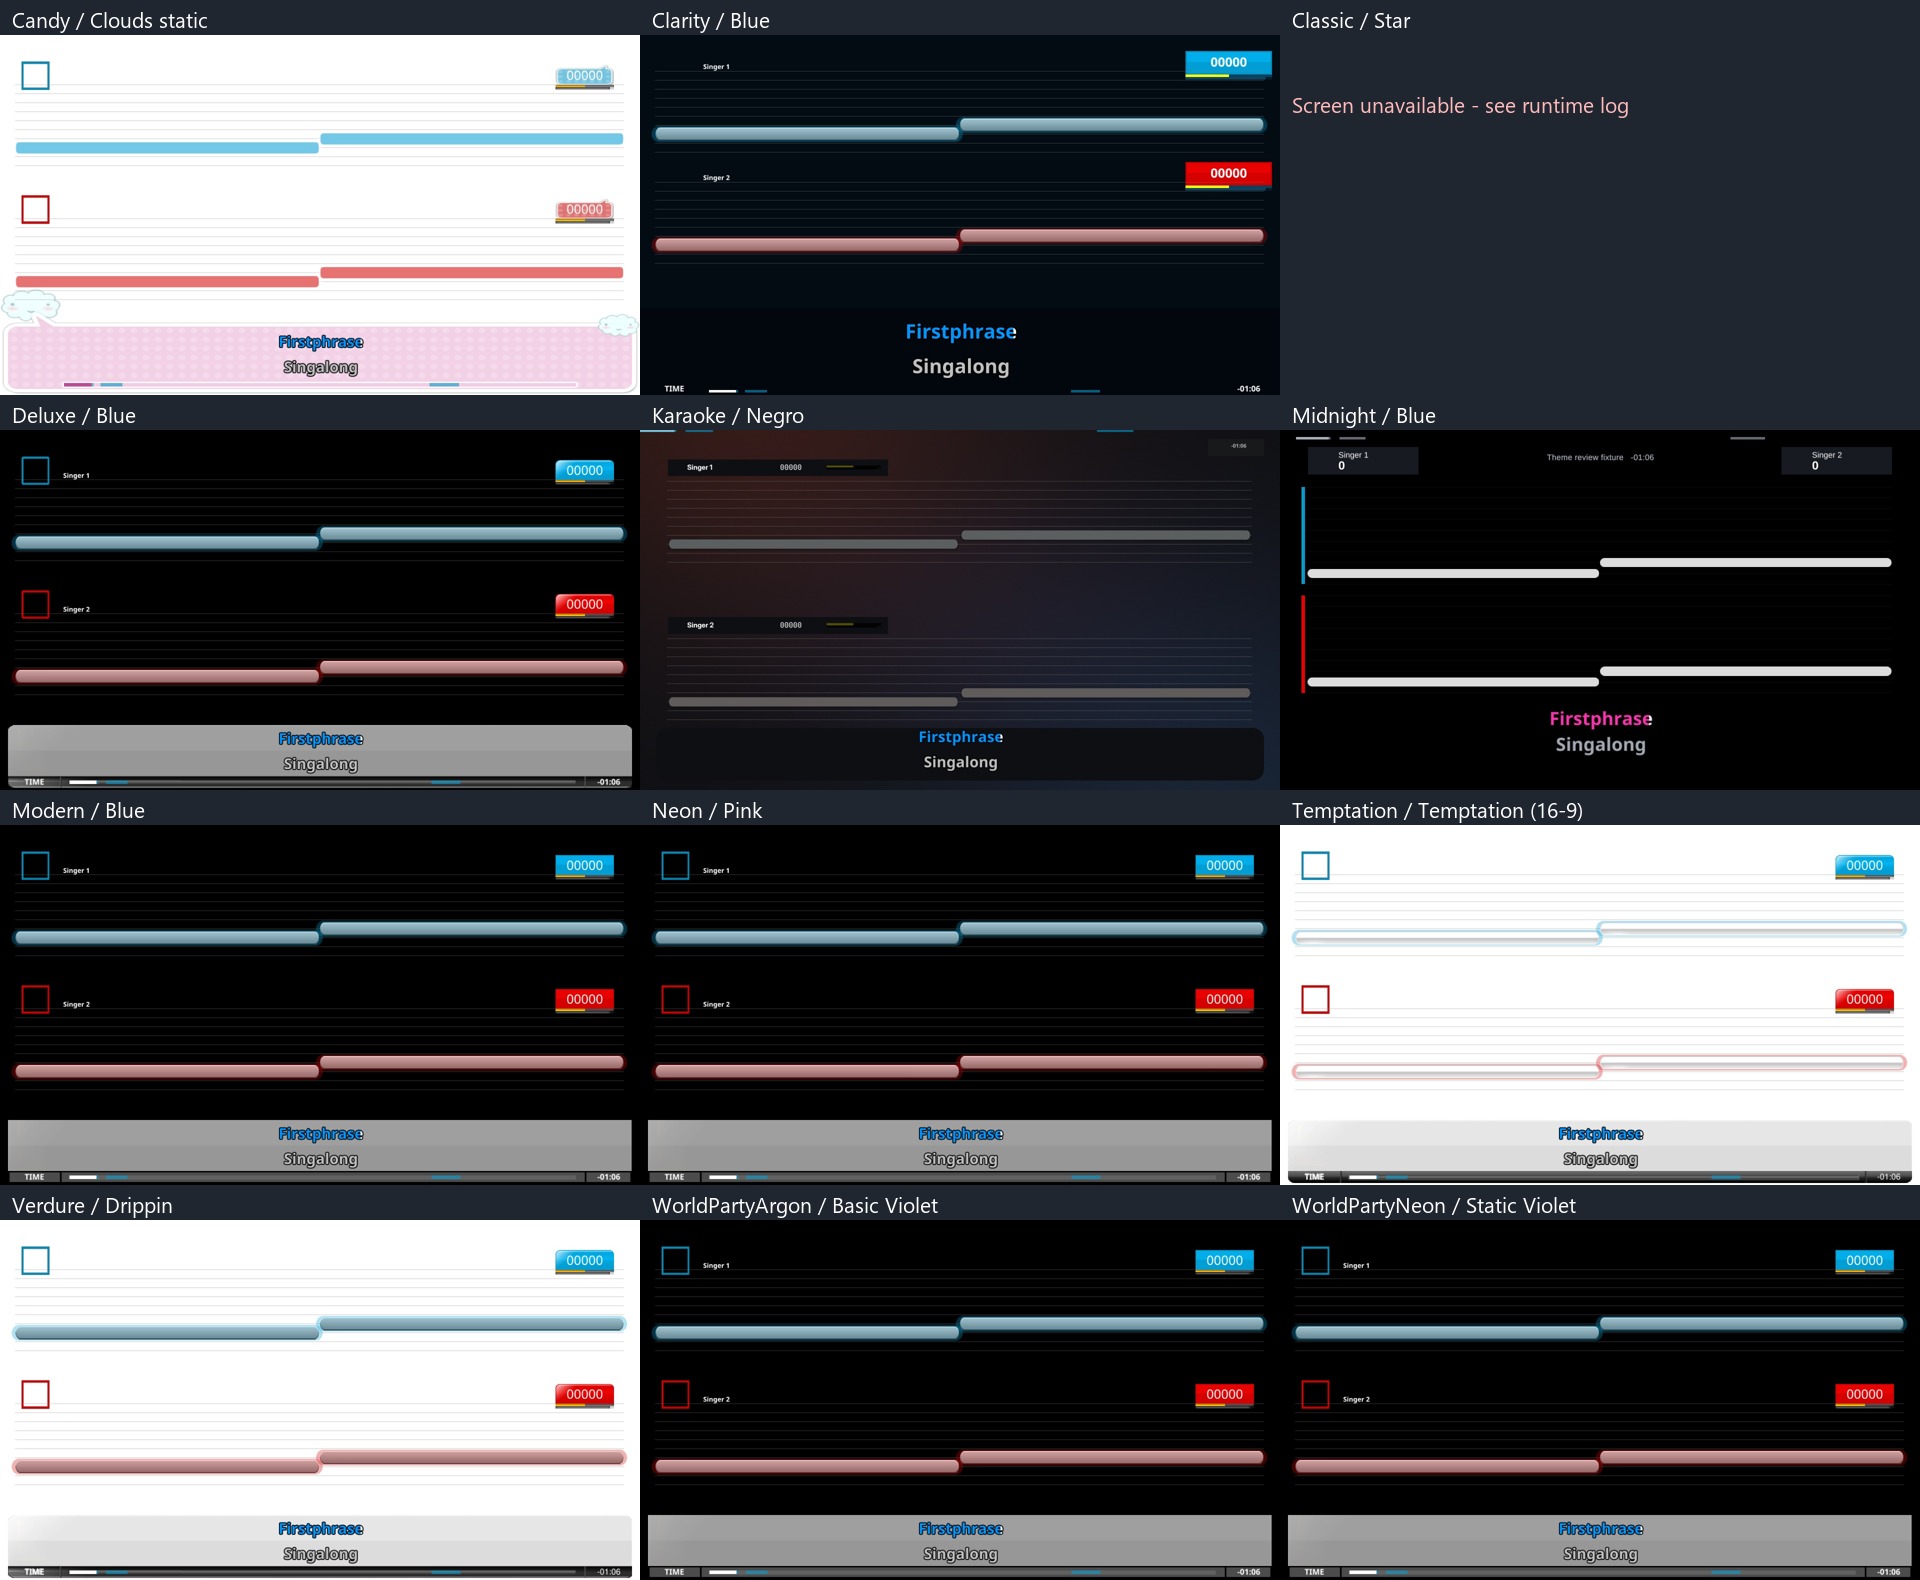 Candy / Clouds static
00000
00000
Firstphrase
Singalong
Clarity / Blue
Singer 1
00000
Singer 2
00000
Firstphrase
Singalong
TIME
-01:06
Classic / Star
Screen unavailable - see runtime log
Deluxe / Blue
Singer 1
00000
Singer 2
00000
Firstphrase
Singalong
TIME
-01:06
Karaoke / Negro
-01:06
Singer 1
00000
Singer 2
00000
Firstphrase
Singalong
Midnight / Blue
Singer 1
0
Theme review fixture -01:06
Singer 2
0
Firstphrase
Singalong
Modern / Blue
Singer 1
00000
Singer 2
00000
Firstphrase
Singalong
TIME
-01:06
Neon / Pink
Singer 1
00000
Singer 2
00000
Firstphrase
Singalong
TIME
-01:06
Temptation / Temptation (16-9)
00000
00000
Firstphrase
Singalong
TIME
-01:06
Verdure / Drippin
00000
00000
Firstphrase
Singalong
TIME
-01:06
WorldPartyArgon / Basic Violet
Singer 1
00000
Singer 2
00000
Firstphrase
Singalong
TIME
-01:06
WorldPartyNeon / Static Violet
Singer 1
00000
Singer 2
00000
Firstphrase
Singalong
TIME
-01:06